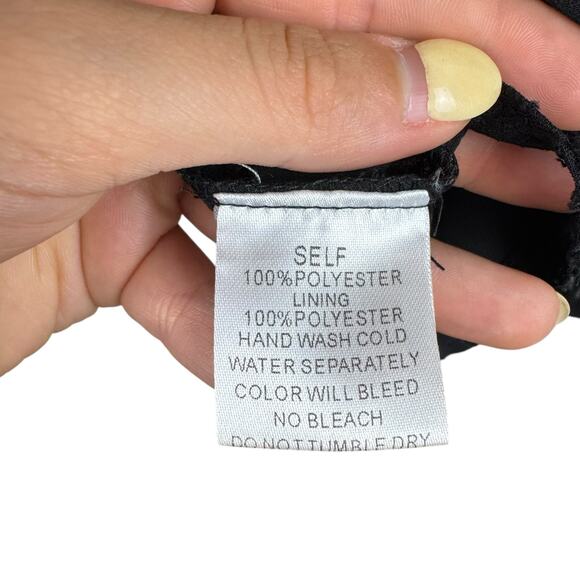 SELF
100%POLYESTER
LINING
100%POLYESTER
HAND WASH COLD
WATER SEPARATELY
COLOR WILL BLEED
NO BLEACH
DO NOT TUMBLE DRY